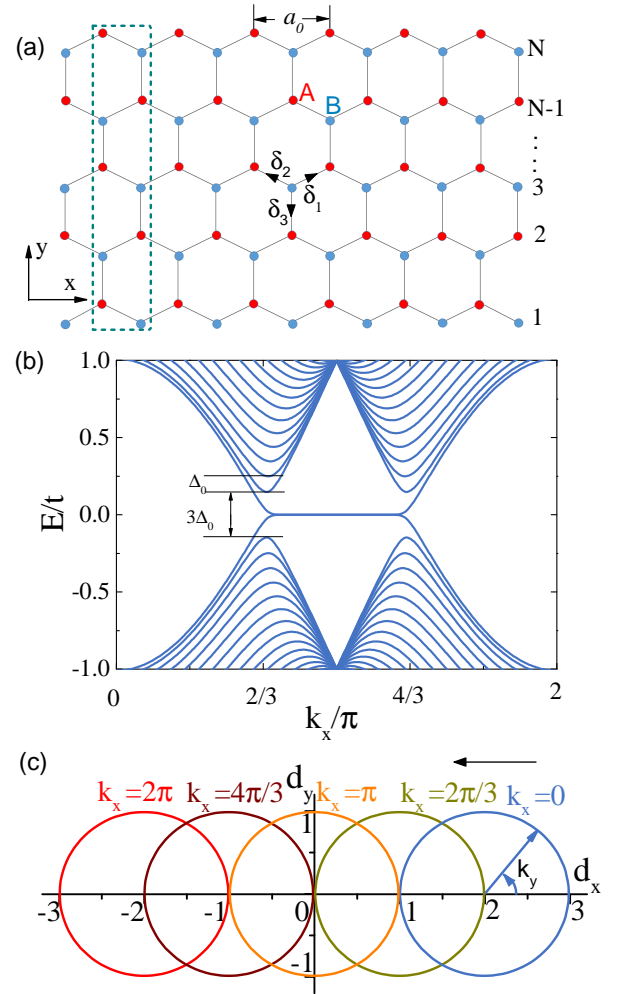 (a)
a₀
N
A
B
N-1
δ₂
δ₁
3
δ₃
2
y
x
1
(b)
1.0
0.5
Δ₀
E/t
0.0
3Δ₀
-0.5
-1.0
0
2/3
4/3
2
kₓ/π
(c)
kₓ=2π
kₓ=4π/3
d_y
kₓ=π
kₓ=2π/3
kₓ=0
1
k_y
dₓ
-3
-2
-1
0
1
2
3
-1